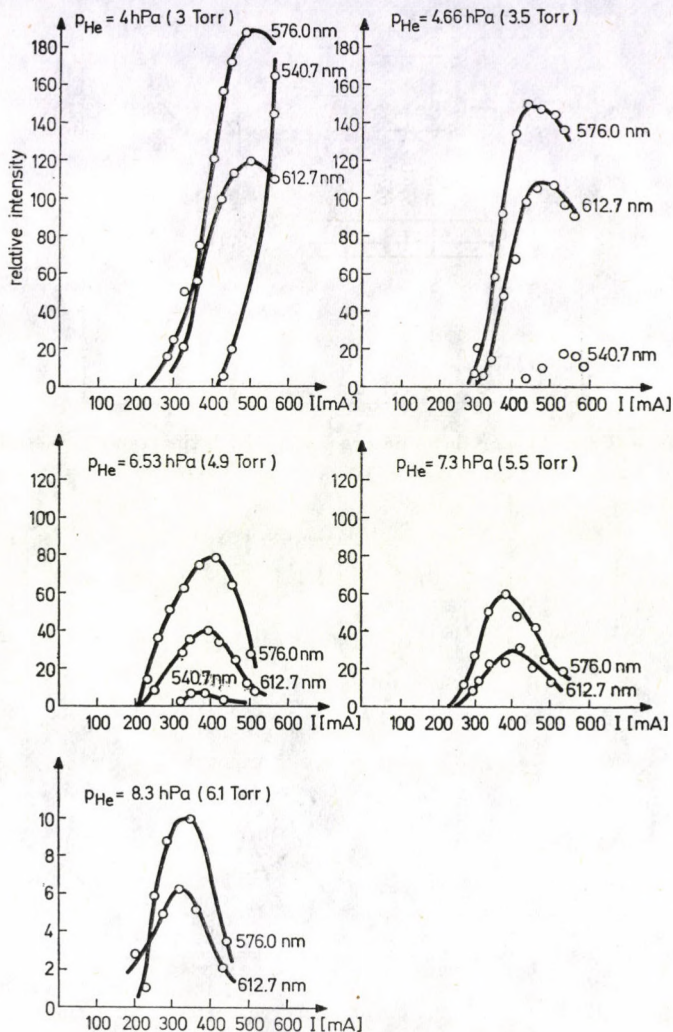 pHe = 4 hPa (3 Torr)
180
160
140
120
100
80
60
40
20
0
relative intensity
576.0 nm
540.7 nm
612.7 nm
100 200 300 400 500 600 I [mA]
pHe = 4.66 hPa (3.5 Torr)
180
160
140
120
100
80
60
40
20
0
576.0 nm
612.7 nm
540.7 nm
100 200 300 400 500 600 I [mA]
pHe = 6.53 hPa (4.9 Torr)
120
100
80
60
40
20
0
576.0 nm
540.7 nm
612.7 nm
100 200 300 400 500 600 I [mA]
pHe = 7.3 hPa (5.5 Torr)
120
100
80
60
40
20
0
576.0 nm
612.7 nm
100 200 300 400 500 600 I [mA]
pHe = 8.3 hPa (6.1 Torr)
10
8
6
4
2
0
576.0 nm
612.7 nm
100 200 300 400 500 600 I [mA]